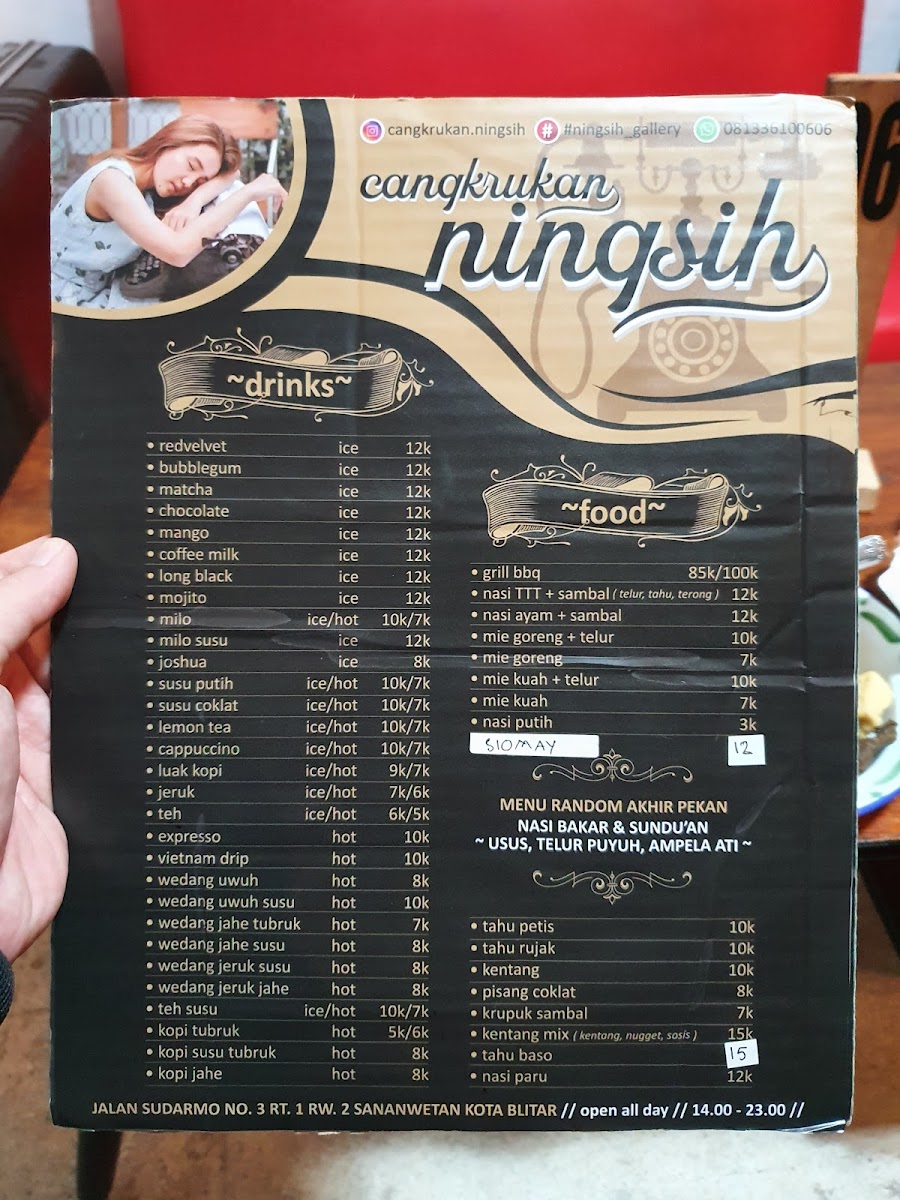 cangkrukan.ningsih #ningsih_gallery 081336100606
cangkrukan
ningsih
~drinks~
• redvelvet ice 12k
• bubblegum ice 12k
• matcha ice 12k
• chocolate ice 12k
• mango ice 12k
• coffee milk ice 12k
• long black ice 12k
• mojito ice 12k
• milo ice/hot 10k/7k
• milo susu ice 12k
• joshua ice 8k
• susu putih ice/hot 10k/7k
• susu coklat ice/hot 10k/7k
• lemon tea ice/hot 10k/7k
• cappuccino ice/hot 10k/7k
• luak kopi ice/hot 9k/7k
• jeruk ice/hot 7k/6k
• teh ice/hot 6k/5k
• expresso hot 10k
• vietnam drip hot 10k
• wedang uwuh hot 8k
• wedang uwuh susu hot 10k
• wedang jahe tubruk hot 7k
• wedang jahe susu hot 8k
• wedang jeruk susu hot 8k
• wedang jeruk jahe hot 8k
• teh susu ice/hot 10k/7k
• kopi tubruk hot 5k/6k
• kopi susu tubruk hot 8k
• kopi jahe hot 8k
~food~
• grill bbq 85k/100k
• nasi TTT + sambal ( telur, tahu, terong ) 12k
• nasi ayam + sambal 12k
• mie goreng + telur 10k
• mie goreng 7k
• mie kuah + telur 10k
• mie kuah 7k
• nasi putih 3k
SIOMAY 12
MENU RANDOM AKHIR PEKAN
NASI BAKAR & SUNDU'AN
~ USUS, TELUR PUYUH, AMPELA ATI ~
• tahu petis 10k
• tahu rujak 10k
• kentang 10k
• pisang coklat 8k
• krupuk sambal 7k
• kentang mix ( kentang, nugget, sosis ) 15k
• tahu baso 15
• nasi paru 12k
JALAN SUDARMO NO. 3 RT. 1 RW. 2 SANANWETAN KOTA BLITAR // open all day // 14.00 - 23.00 //
06